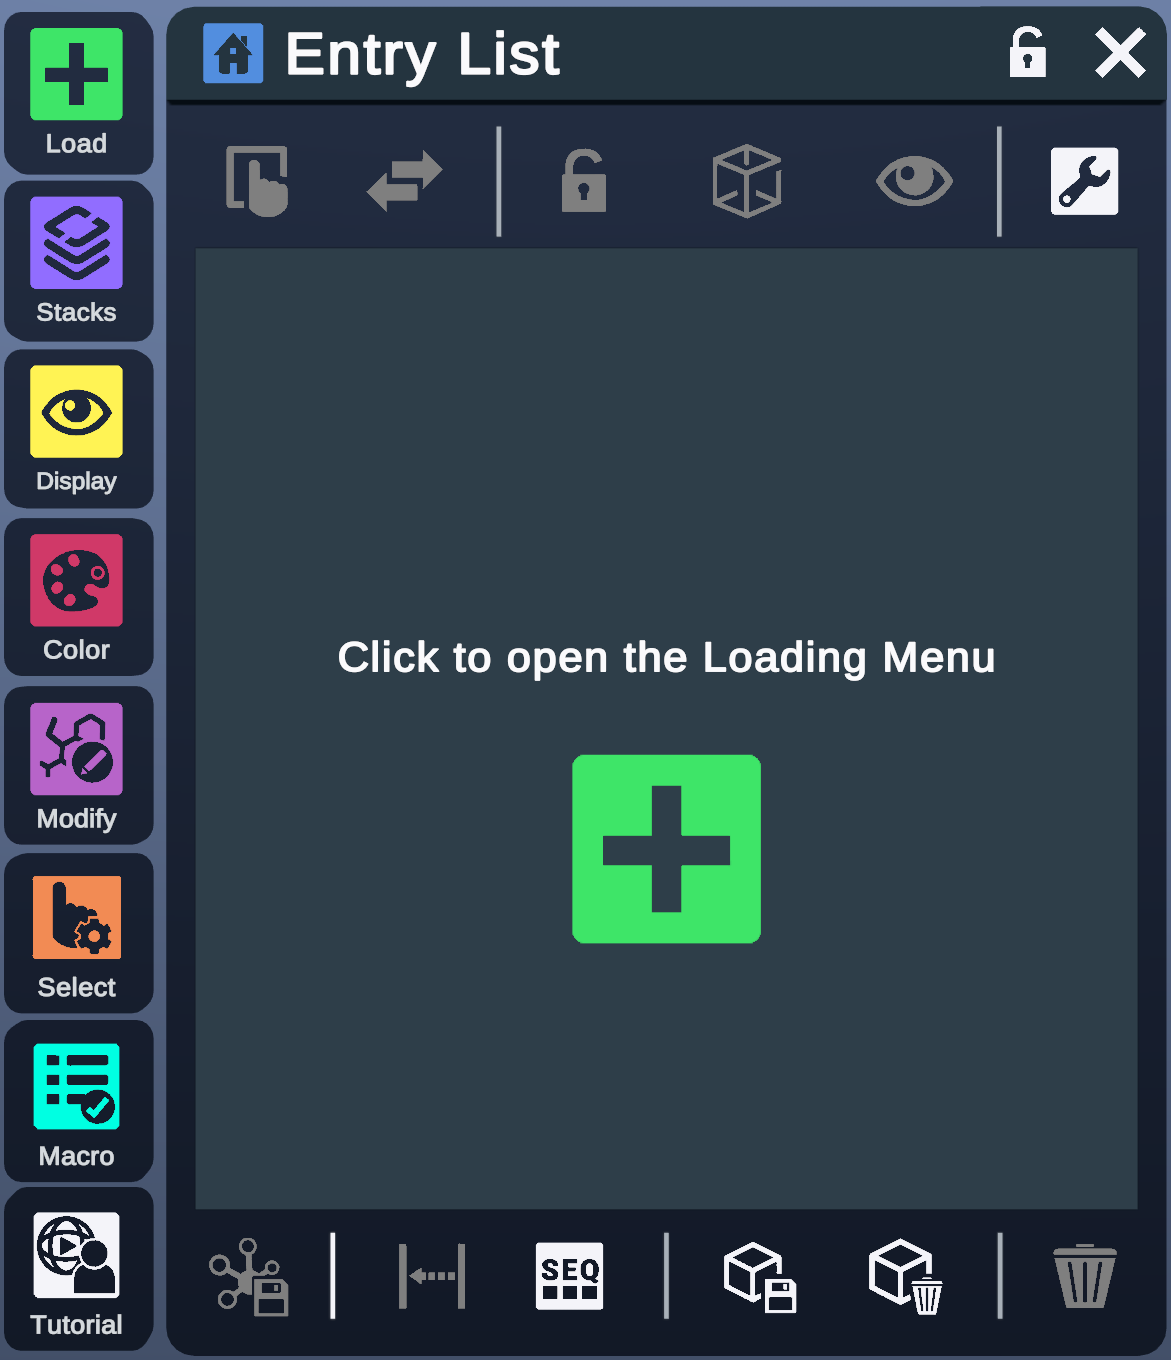 Entry List
Load
Stacks
Display
Color
Modify
Select
Macro
Tutorial
Click to open the Loading Menu
SEQ